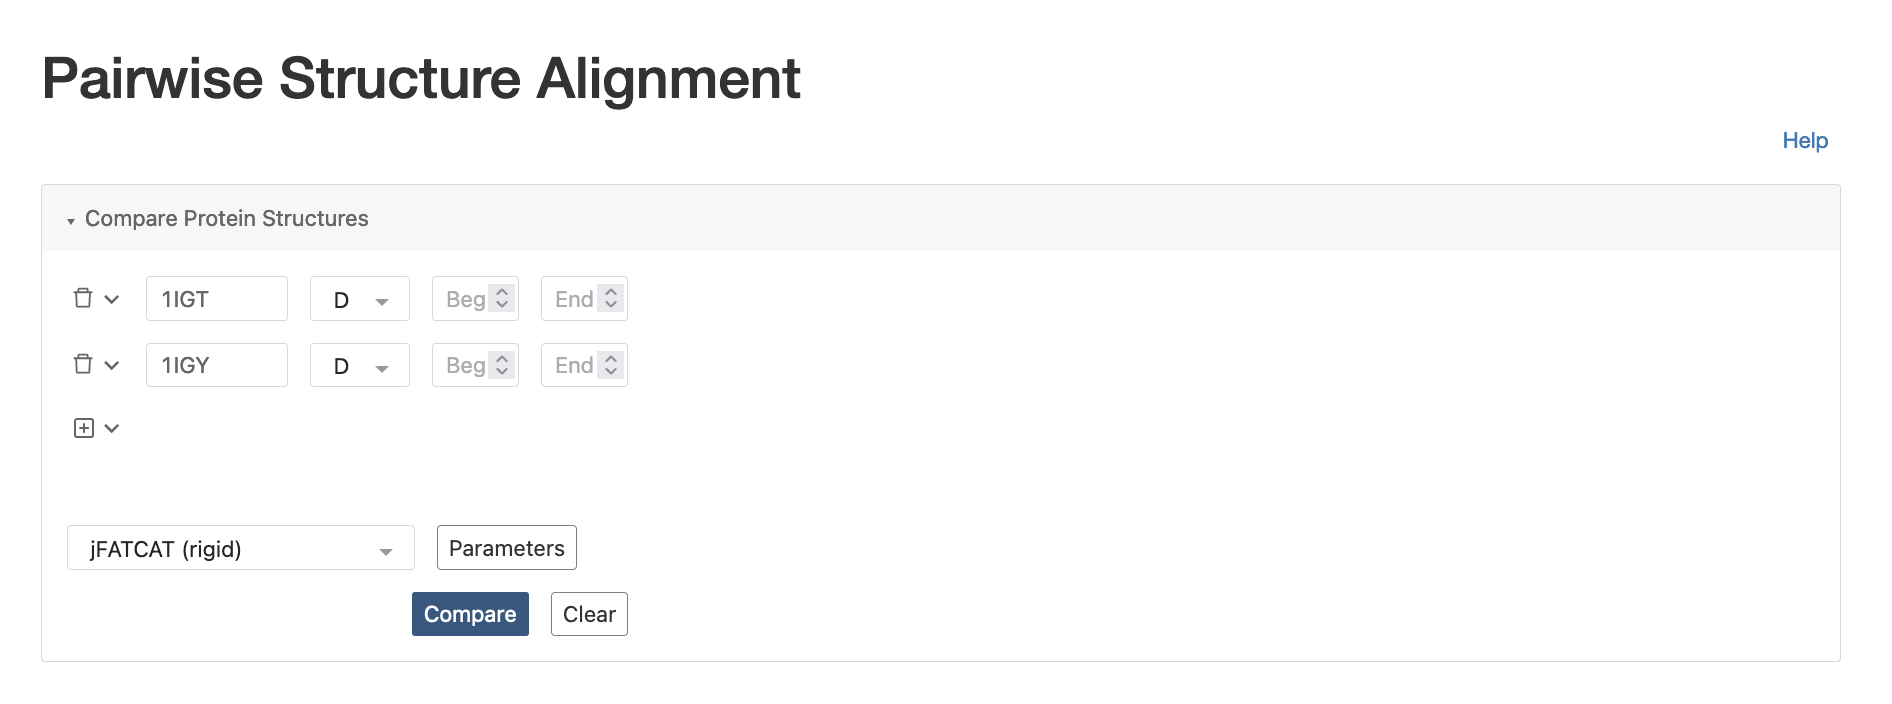 Pairwise Structure Alignment
Help
Compare Protein Structures
1IGT D Beg End
1IGY D Beg End
jFATCAT (rigid) Parameters
Compare Clear